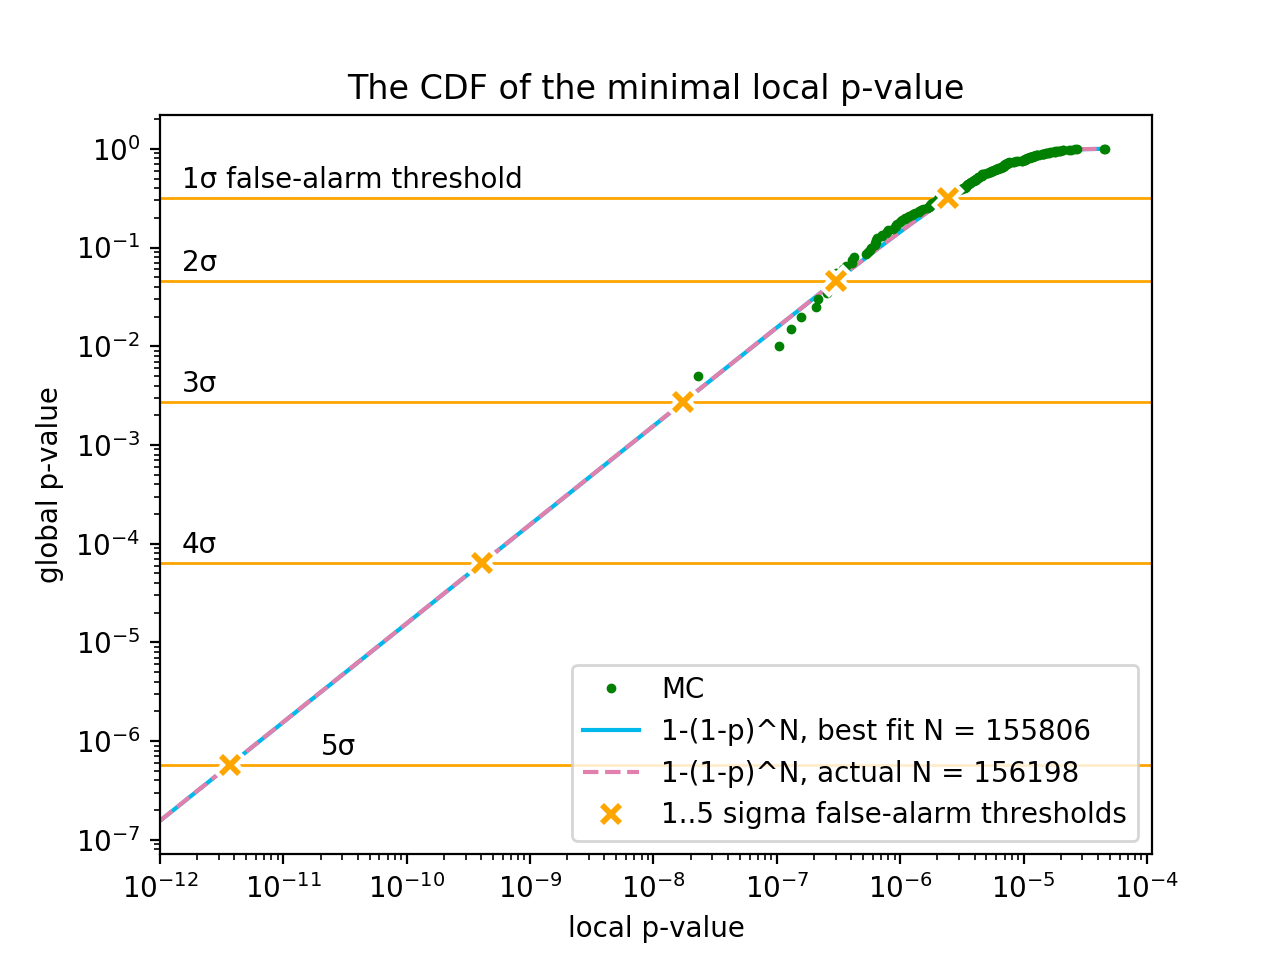 The CDF of the minimal local p-value
10⁰
10⁻¹
10⁻²
10⁻³
10⁻⁴
10⁻⁵
10⁻⁶
10⁻⁷
global p-value
1σ false-alarm threshold
2σ
3σ
4σ
5σ
MC
1-(1-p)^N, best fit N = 155806
1-(1-p)^N, actual N = 156198
1..5 sigma false-alarm thresholds
10⁻¹² 10⁻¹¹ 10⁻¹⁰ 10⁻⁹ 10⁻⁸ 10⁻⁷ 10⁻⁶ 10⁻⁵ 10⁻⁴
local p-value